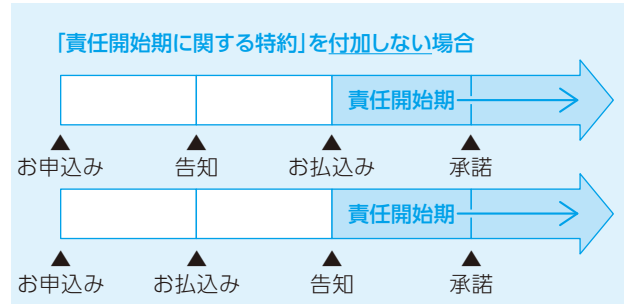 「責任開始期に関する特約」を付加しない場合
責任開始期
▲ ▲ ▲ ▲
お申込み 告知 お払込み 承諾
責任開始期
▲ ▲ ▲ ▲
お申込み お払込み 告知 承諾